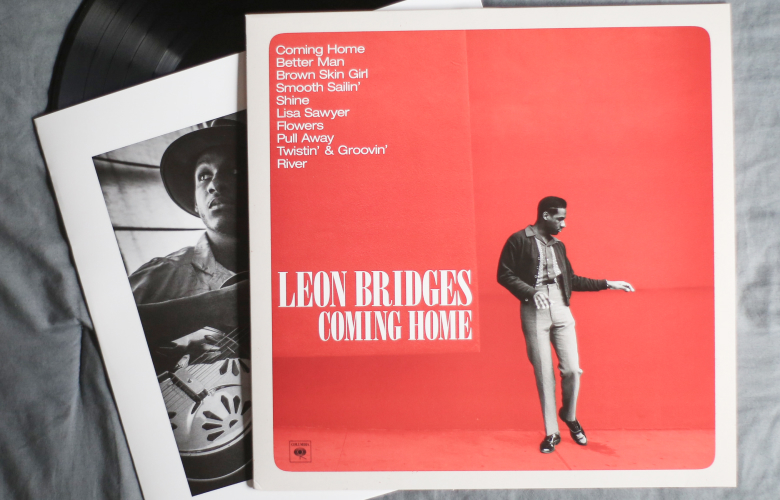 Coming Home
Better Man
Brown Skin Girl
Smooth Sailin'
Shine
Lisa Sawyer
Flowers
Pull Away
Twistin' & Groovin'
River
LEON BRIDGES
COMING HOME